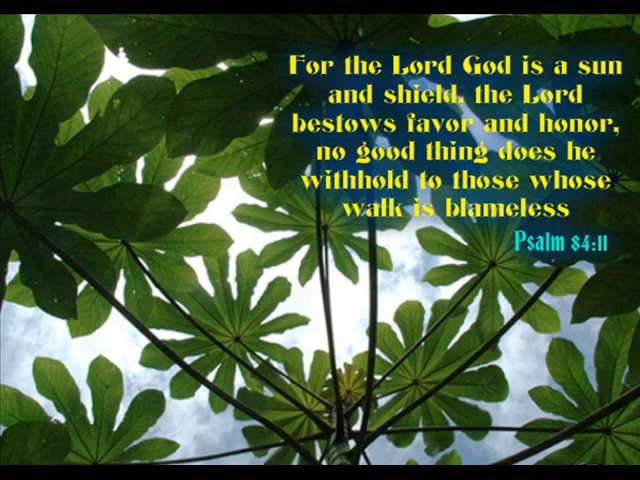 For the Lord God is a sun
and shield, the Lord
bestows favor and honor,
no good thing does he
withhold to those whose
walk is blameless
Psalm 84:11